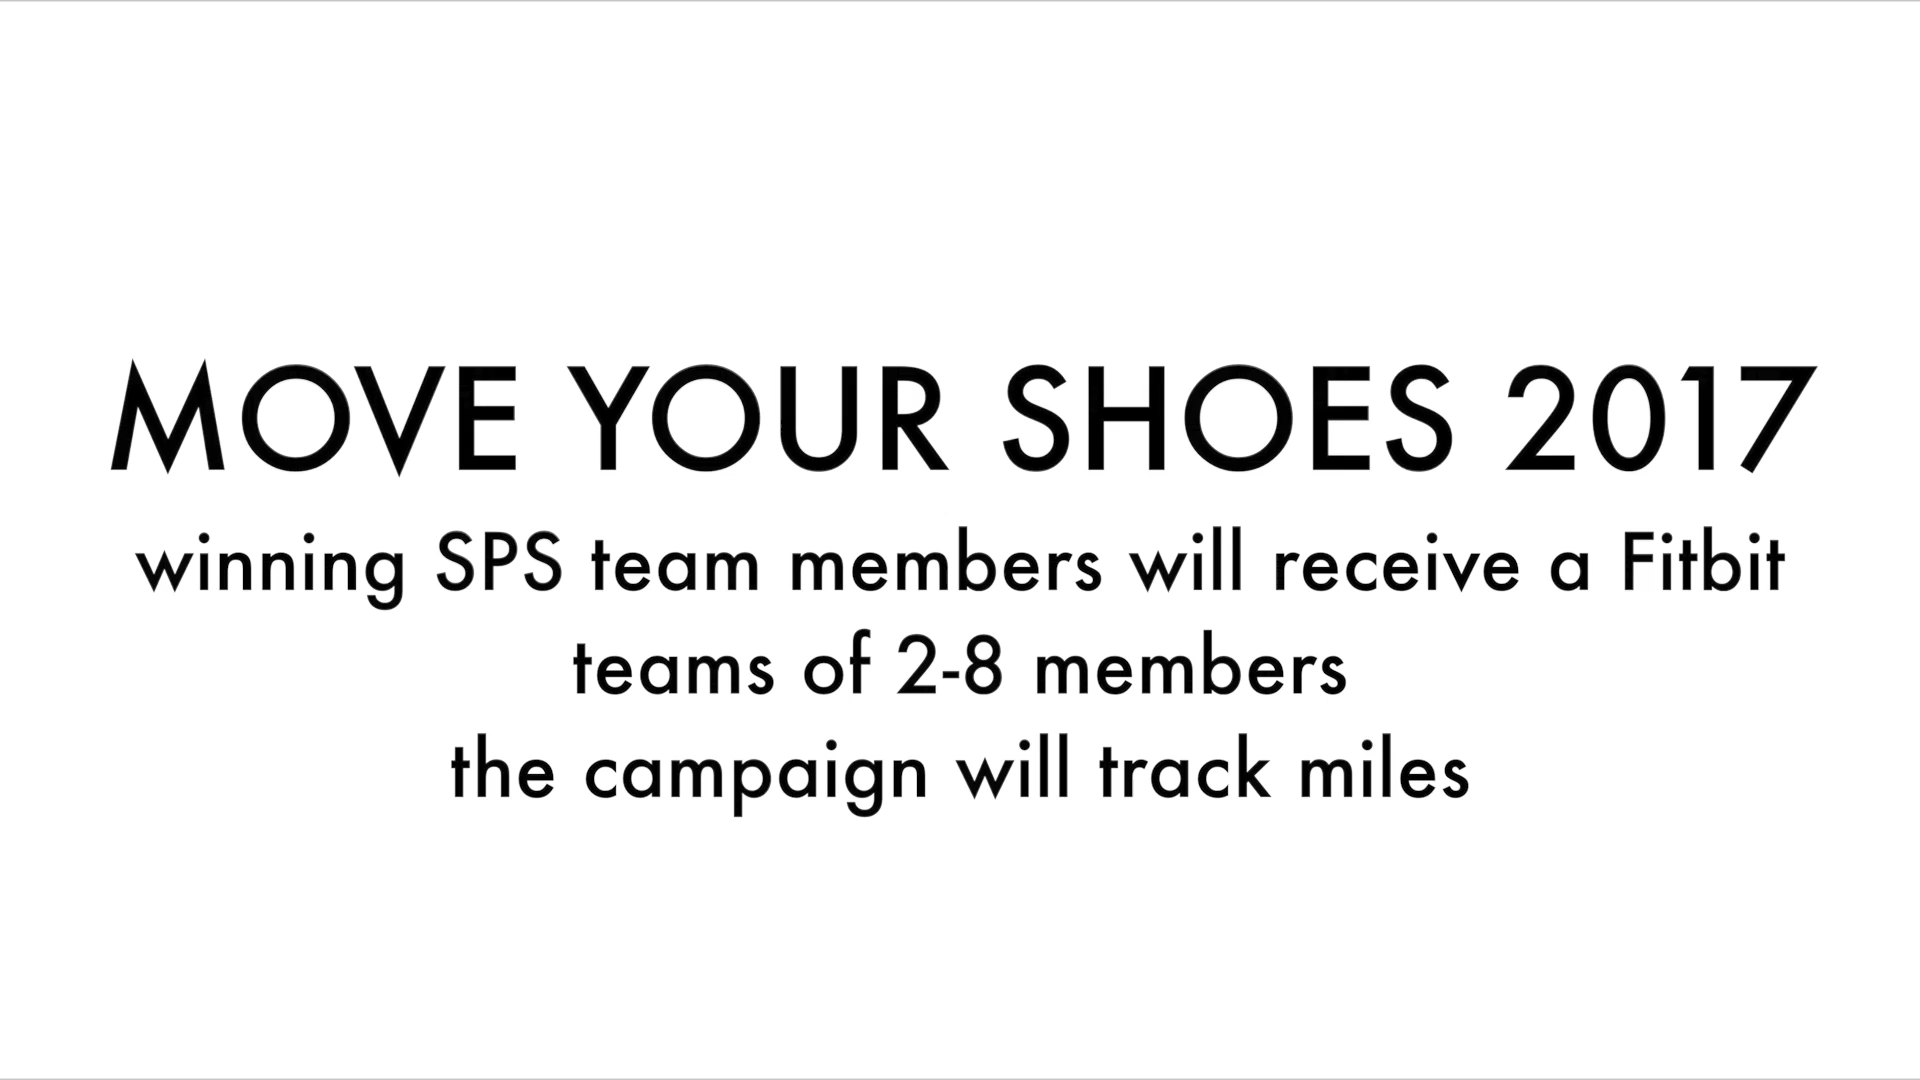 MOVE YOUR SHOES 2017
winning SPS team members will receive a Fitbit
teams of 2-8 members
the campaign will track miles